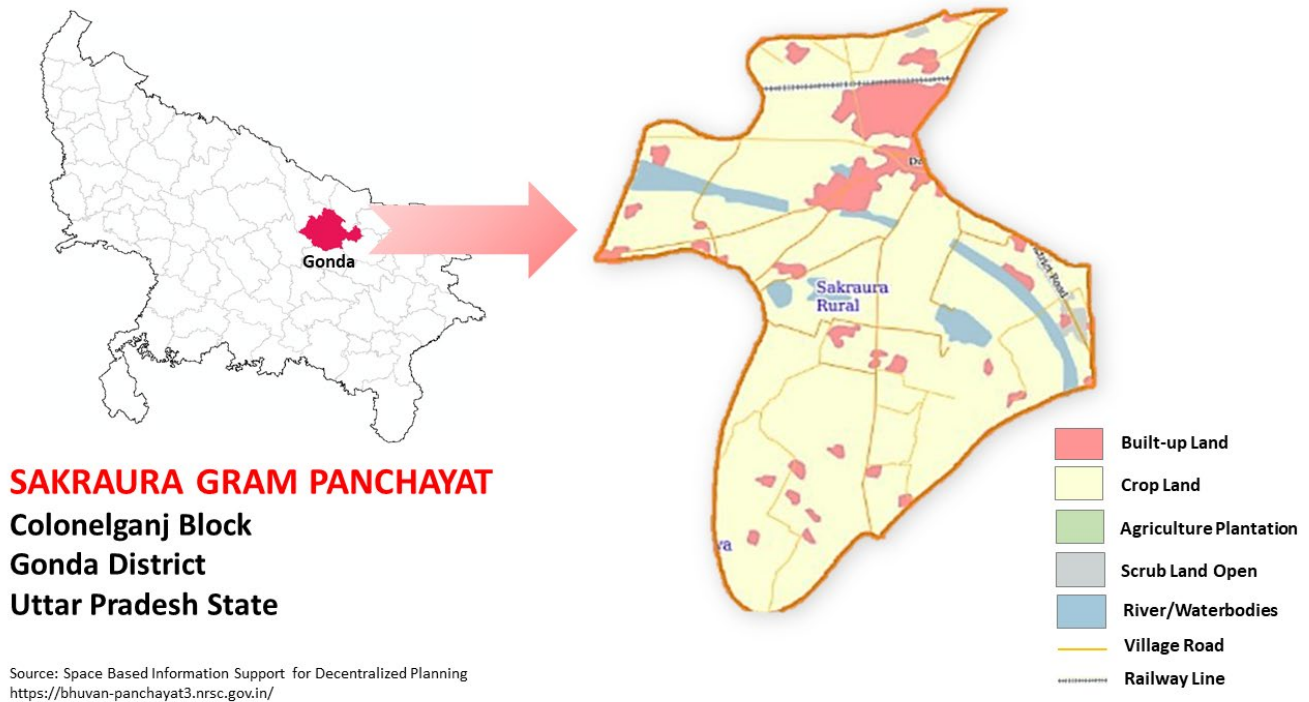 Gonda
SAKRAURA GRAM PANCHAYAT
Colonelganj Block
Gonda District
Uttar Pradesh State
Source: Space Based Information Support for Decentralized Planning
https://bhuvan-panchayat3.nrsc.gov.in/
Sakraura
Rural
Road
Built-up Land
Crop Land
Agriculture Plantation
Scrub Land Open
River/Waterbodies
Village Road
Railway Line